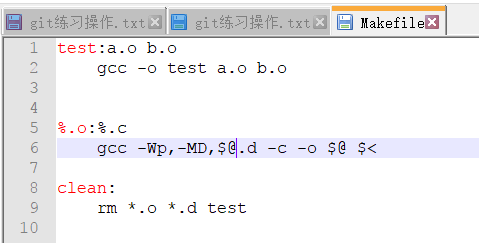 git练习操作.txt git练习操作.txt Makefile
1 test:a.o b.o
2 gcc -o test a.o b.o
3
4
5 %.o:%.c
6 gcc -Wp,-MD,$@.d -c -o $@ $<
7
8 clean:
9 rm *.o *.d test
10